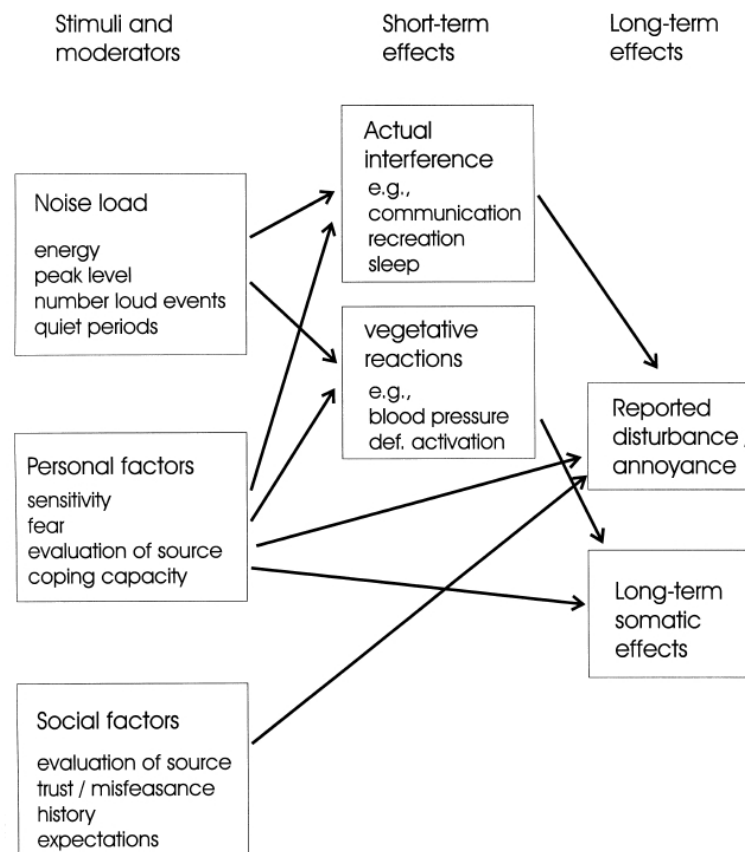 Stimuli and
moderators
Short-term
effects
Long-term
effects
Noise load
energy
peak level
number loud events
quiet periods
Personal factors
sensitivity
fear
evaluation of source
coping capacity
Social factors
evaluation of source
trust / misfeasance
history
expectations
Actual
interference
e.g.,
communication
recreation
sleep
vegetative
reactions
e.g.,
blood pressure
def. activation
Reported
disturbance /
annoyance
Long-term
somatic
effects